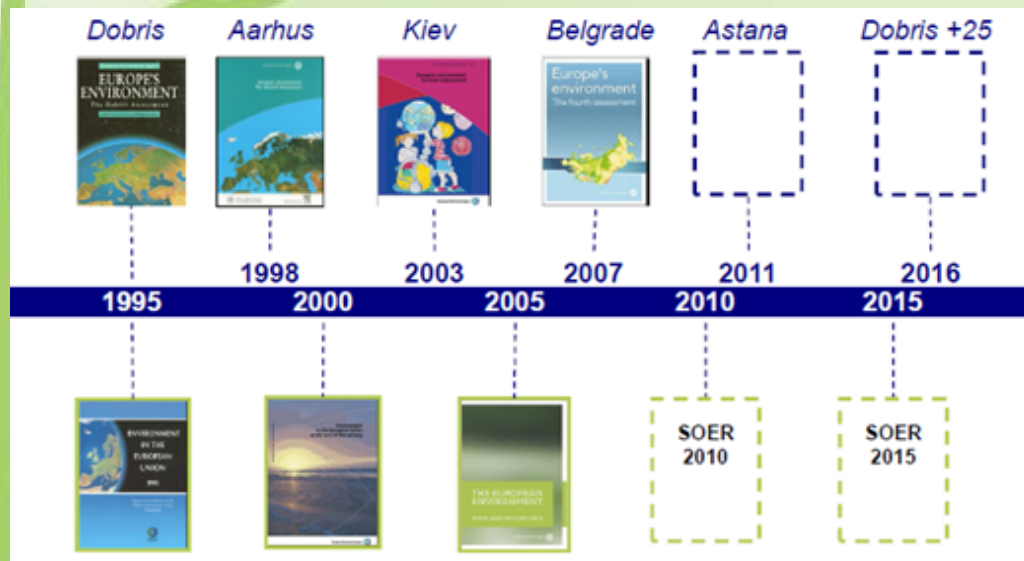 Dobris
Aarhus
Kiev
Belgrade
Astana
Dobris +25
EUROPE'S
ENVIRONMENT
The Dobris Assessment
Europe's
environment
The fourth assessment
1998
2003
2007
2011
2016
1995
2000
2005
2010
2015
ENVIRONMENT
IN THE
EUROPEAN
UNION
1995
THE EUROPEAN
ENVIRONMENT
SOER
2010
SOER
2015